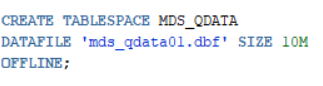 CREATE TABLESPACE MDS_QDATA
DATAFILE 'mds_qdata01.dbf' SIZE 10M
OFFLINE;